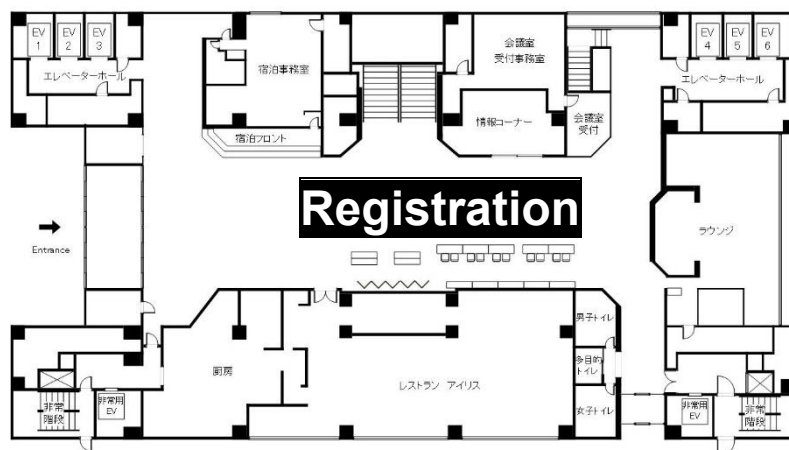 EV
1
EV
2
EV
3
エレベーターホール
宿泊事務室
宿泊フロント
会議室
受付事務室
情報コーナー
会議室
受付
EV
4
EV
5
EV
6
エレベーターホール
Registration
Entrance
ラウンジ
厨房
レストラン アイリス
男子トイレ
多目的
トイレ
女子トイレ
非常
階段
非常用
EV
非常用
EV
非常
階段